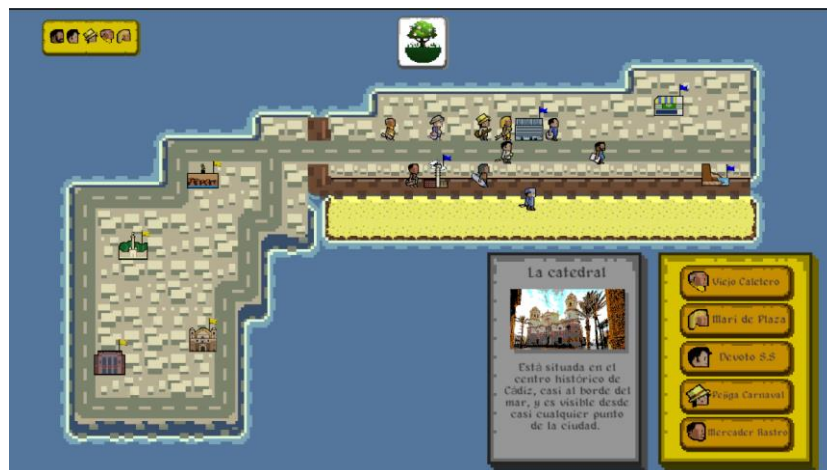 La catedral
Está situada en el
centro histórico de
Cádiz, casi al borde del
mar, y es visible desde
casi cualquier punto
de la ciudad.
Viejo Caletero
Mari de Plaza
Devoto S.S
Pejiga Carnaval
Mercader Rastro